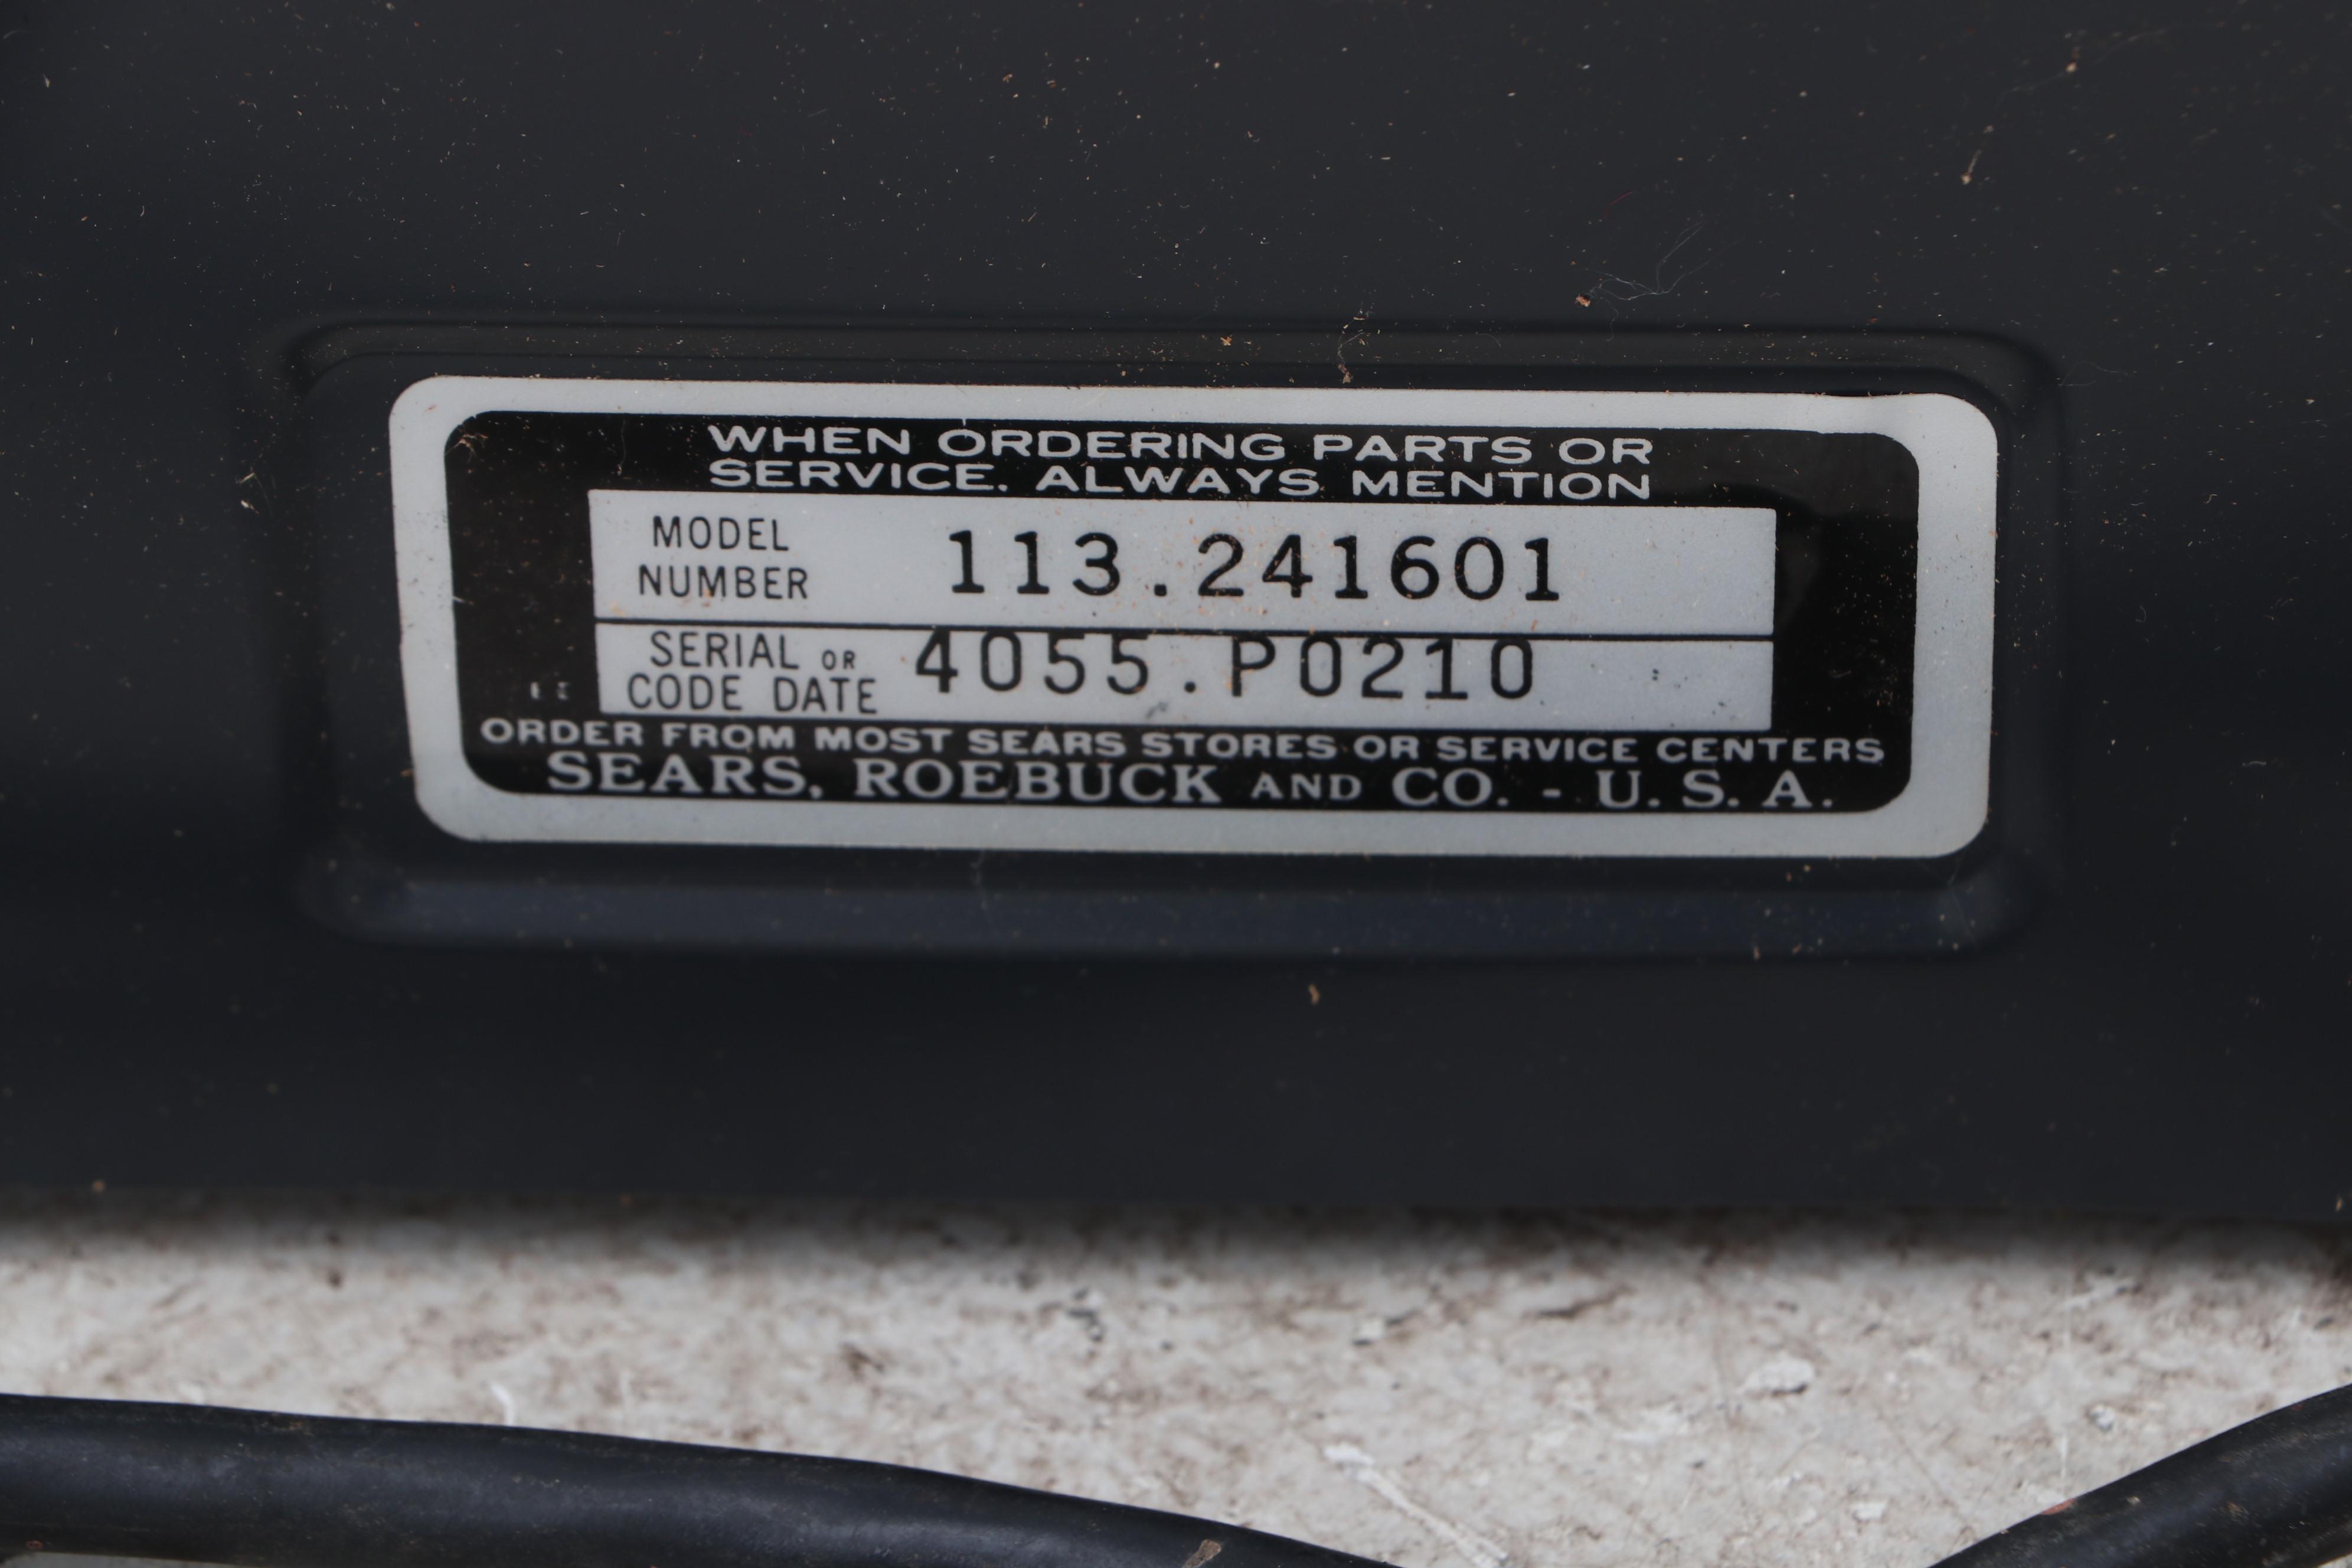 WHEN ORDERING PARTS OR
SERVICE, ALWAYS MENTION
MODEL NUMBER 113.241601
SERIAL OR CODE DATE 4055.P0210
ORDER FROM MOST SEARS STORES OR SERVICE CENTERS
SEARS, ROEBUCK AND CO. - U. S. A.